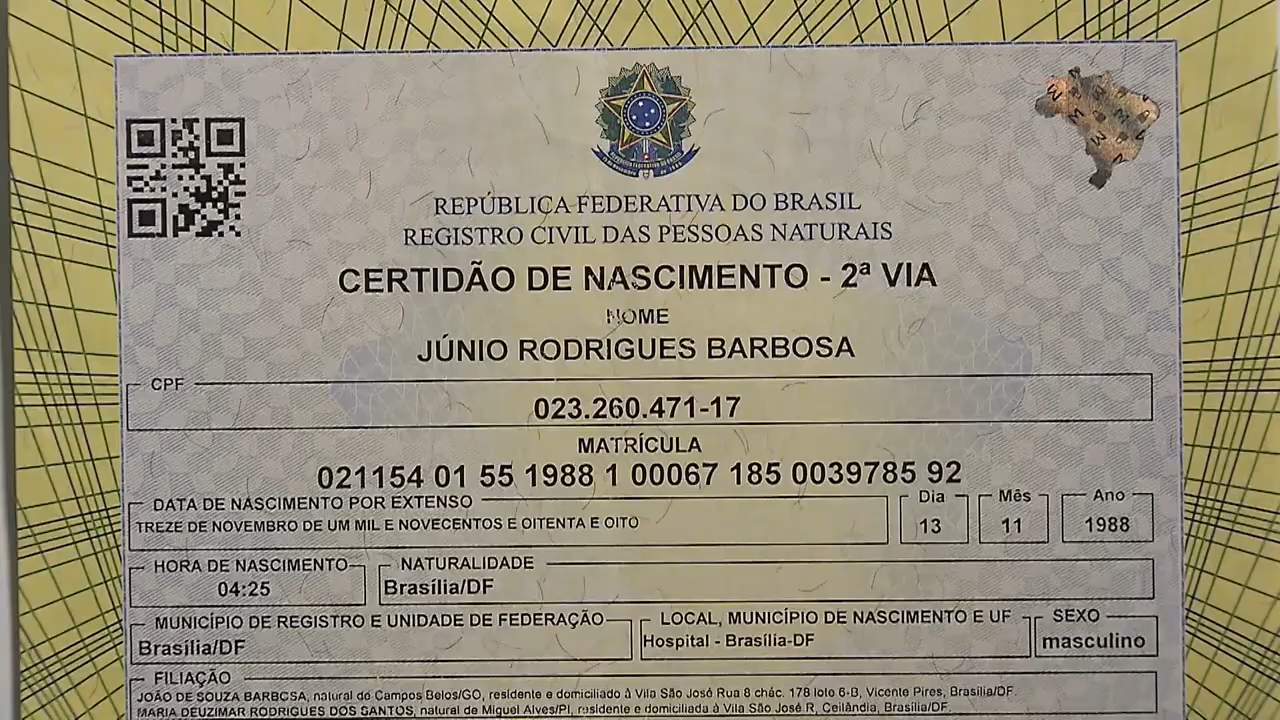 REPÚBLICA FEDERATIVA DO BRASIL
REGISTRO CIVIL DAS PESSOAS NATURAIS
CERTIDÃO DE NASCIMENTO - 2ª VIA
NOME
JÚNIO RODRIGUES BARBOSA
CPF
023.260.471-17
MATRÍCULA
021154 01 55 1988 1 00067 185 0039785 92
DATA DE NASCIMENTO POR EXTENSO Dia Mês Ano
TREZE DE NOVEMBRO DE UM MIL E NOVECENTOS E OITENTA E OITO 13 11 1988
HORA DE NASCIMENTO NATURALIDADE
04:25 Brasília/DF
MUNICÍPIO DE REGISTRO E UNIDADE DE FEDERAÇÃO LOCAL, MUNICÍPIO DE NASCIMENTO E UF SEXO
Brasília/DF Hospital - Brasília-DF masculino
FILIAÇÃO
JOÃO DE SOUZA BARBOSA, natural de Campos Belos/GO, residente e domiciliado à Vila São José Rua 8 chác. 178 lote 6-B, Vicente Pires, Brasília/DF.
MARIA DEUZIMAR RODRIGUES DOS SANTOS, natural de Miguel Alves/PI, residente e domiciliada à Vila São José R, Ceilândia, Brasília/DF.